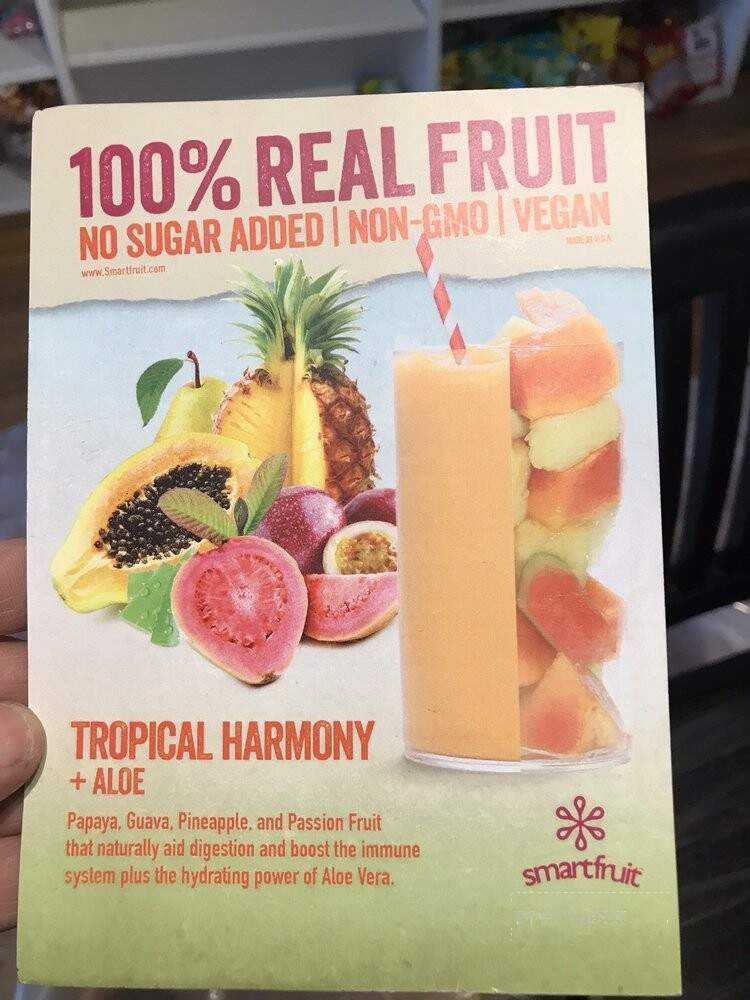 100% REAL FRUIT
NO SUGAR ADDED | NON-GMO | VEGAN
MADE IN U.S.A.
www.Smartfruit.com
TROPICAL HARMONY
+ ALOE
Papaya, Guava, Pineapple, and Passion Fruit
that naturally aid digestion and boost the immune
system plus the hydrating power of Aloe Vera.
smartfruit